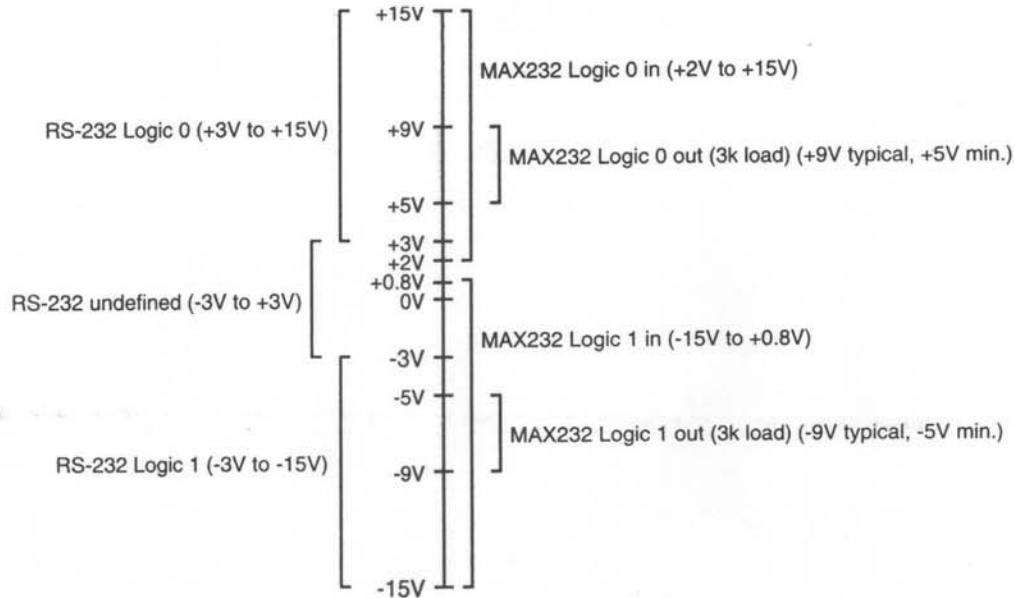 +15V
MAX232 Logic 0 in (+2V to +15V)
RS-232 Logic 0 (+3V to +15V)
+9V
MAX232 Logic 0 out (3k load) (+9V typical, +5V min.)
+5V
+3V
+2V
+0.8V
RS-232 undefined (-3V to +3V)
0V
MAX232 Logic 1 in (-15V to +0.8V)
-3V
-5V
MAX232 Logic 1 out (3k load) (-9V typical, -5V min.)
RS-232 Logic 1 (-3V to -15V)
-9V
-15V